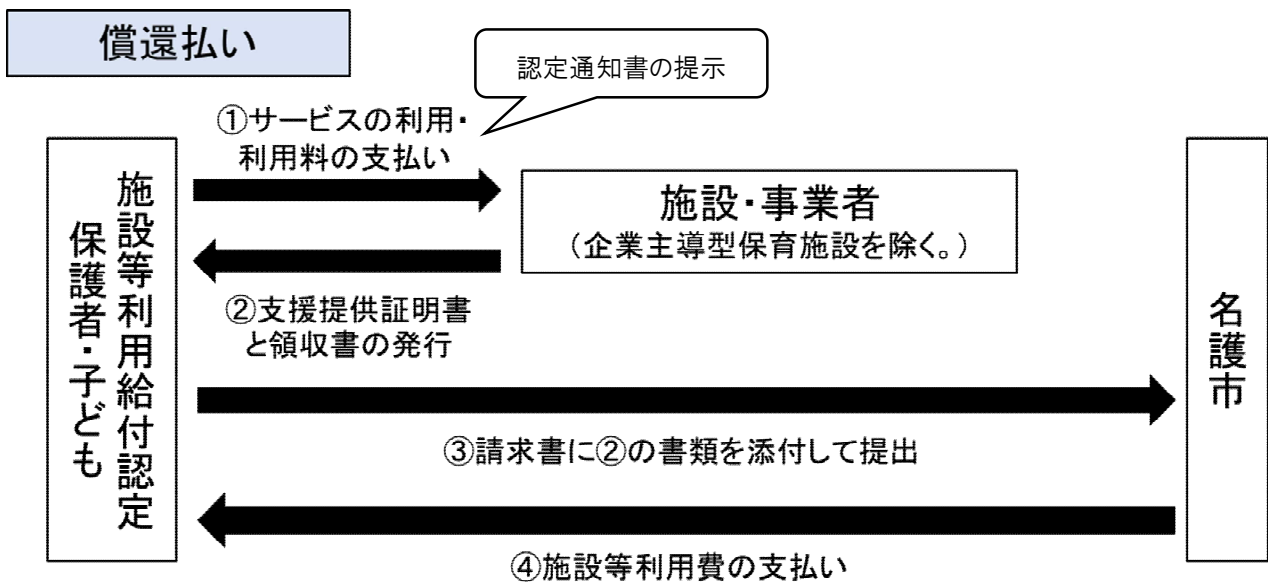 償還払い
認定通知書の提示
①サービスの利用・
利用料の支払い
施設等利用給付認定
保護者・子ども
施設・事業者
（企業主導型保育施設を除く。）
②支援提供証明書
と領収書の発行
名護市
③請求書に②の書類を添付して提出
④施設等利用費の支払い